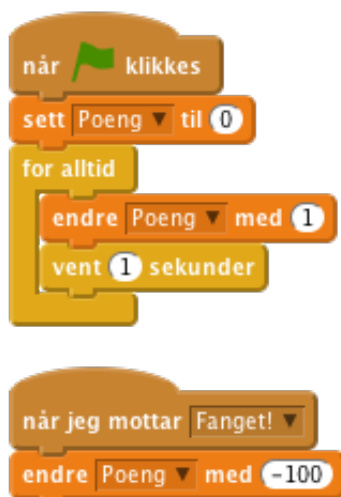 når klikkes
sett Poeng til 0
for alltid
endre Poeng med 1
vent 1 sekunder
når jeg mottar Fanget!
endre Poeng med -100